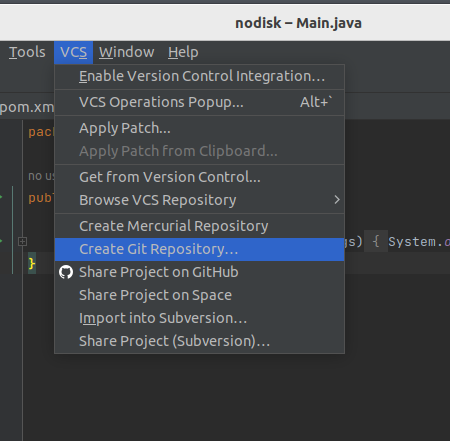 nodisk – Main.java
Tools VCS Window Help
Enable Version Control Integration…
pom.xm
VCS Operations Popup… Alt+`
pac
Apply Patch…
Apply Patch from Clipboard…
no us
Get from Version Control…
pub
Browse VCS Repository
Create Mercurial Repository
Create Git Repository…
gs) { System.o
}
Share Project on GitHub
Share Project on Space
Import into Subversion…
Share Project (Subversion)…